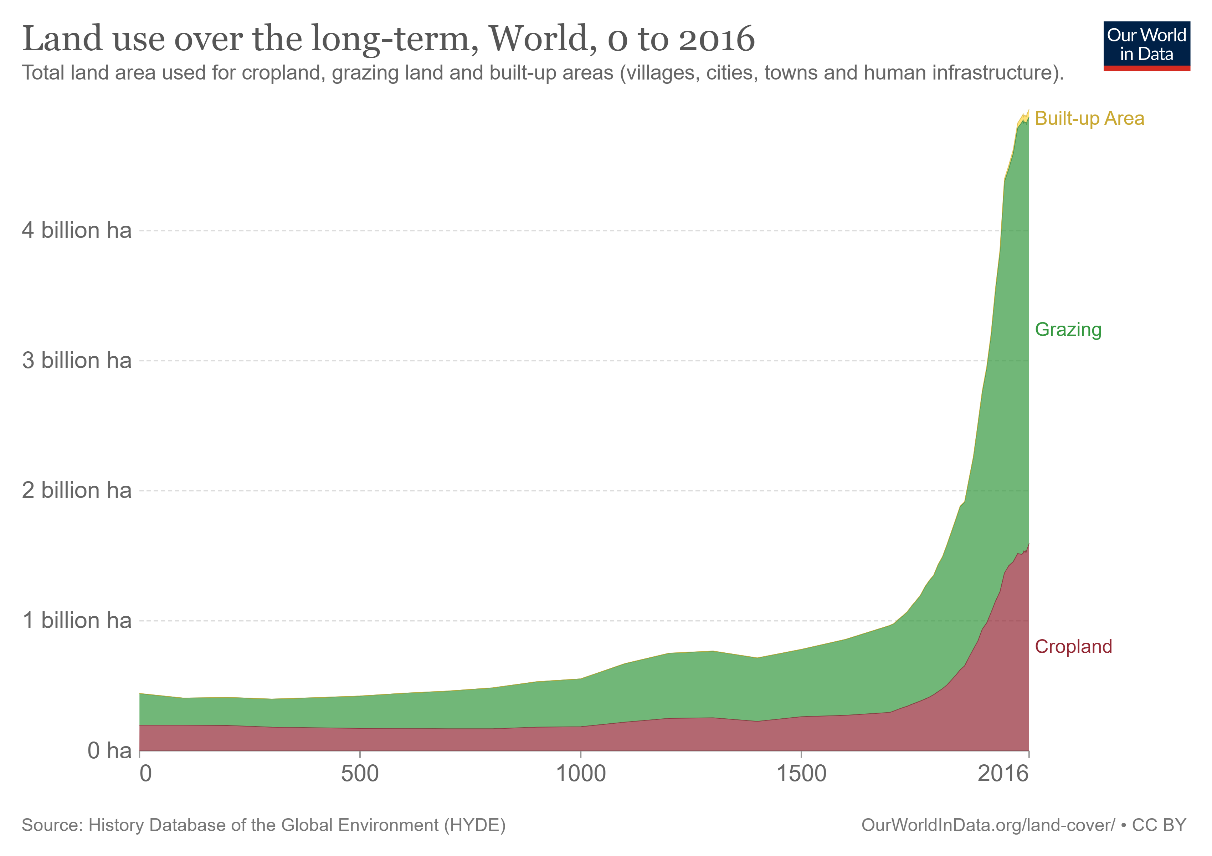 Land use over the long-term, World, 0 to 2016
Our World
in Data
Total land area used for cropland, grazing land and built-up areas (villages, cities, towns and human infrastructure).
Built-up Area
4 billion ha
Grazing
3 billion ha
2 billion ha
1 billion ha
Cropland
0 ha
0
500
1000
1500
2016
Source: History Database of the Global Environment (HYDE)
OurWorldInData.org/land-cover/ • CC BY